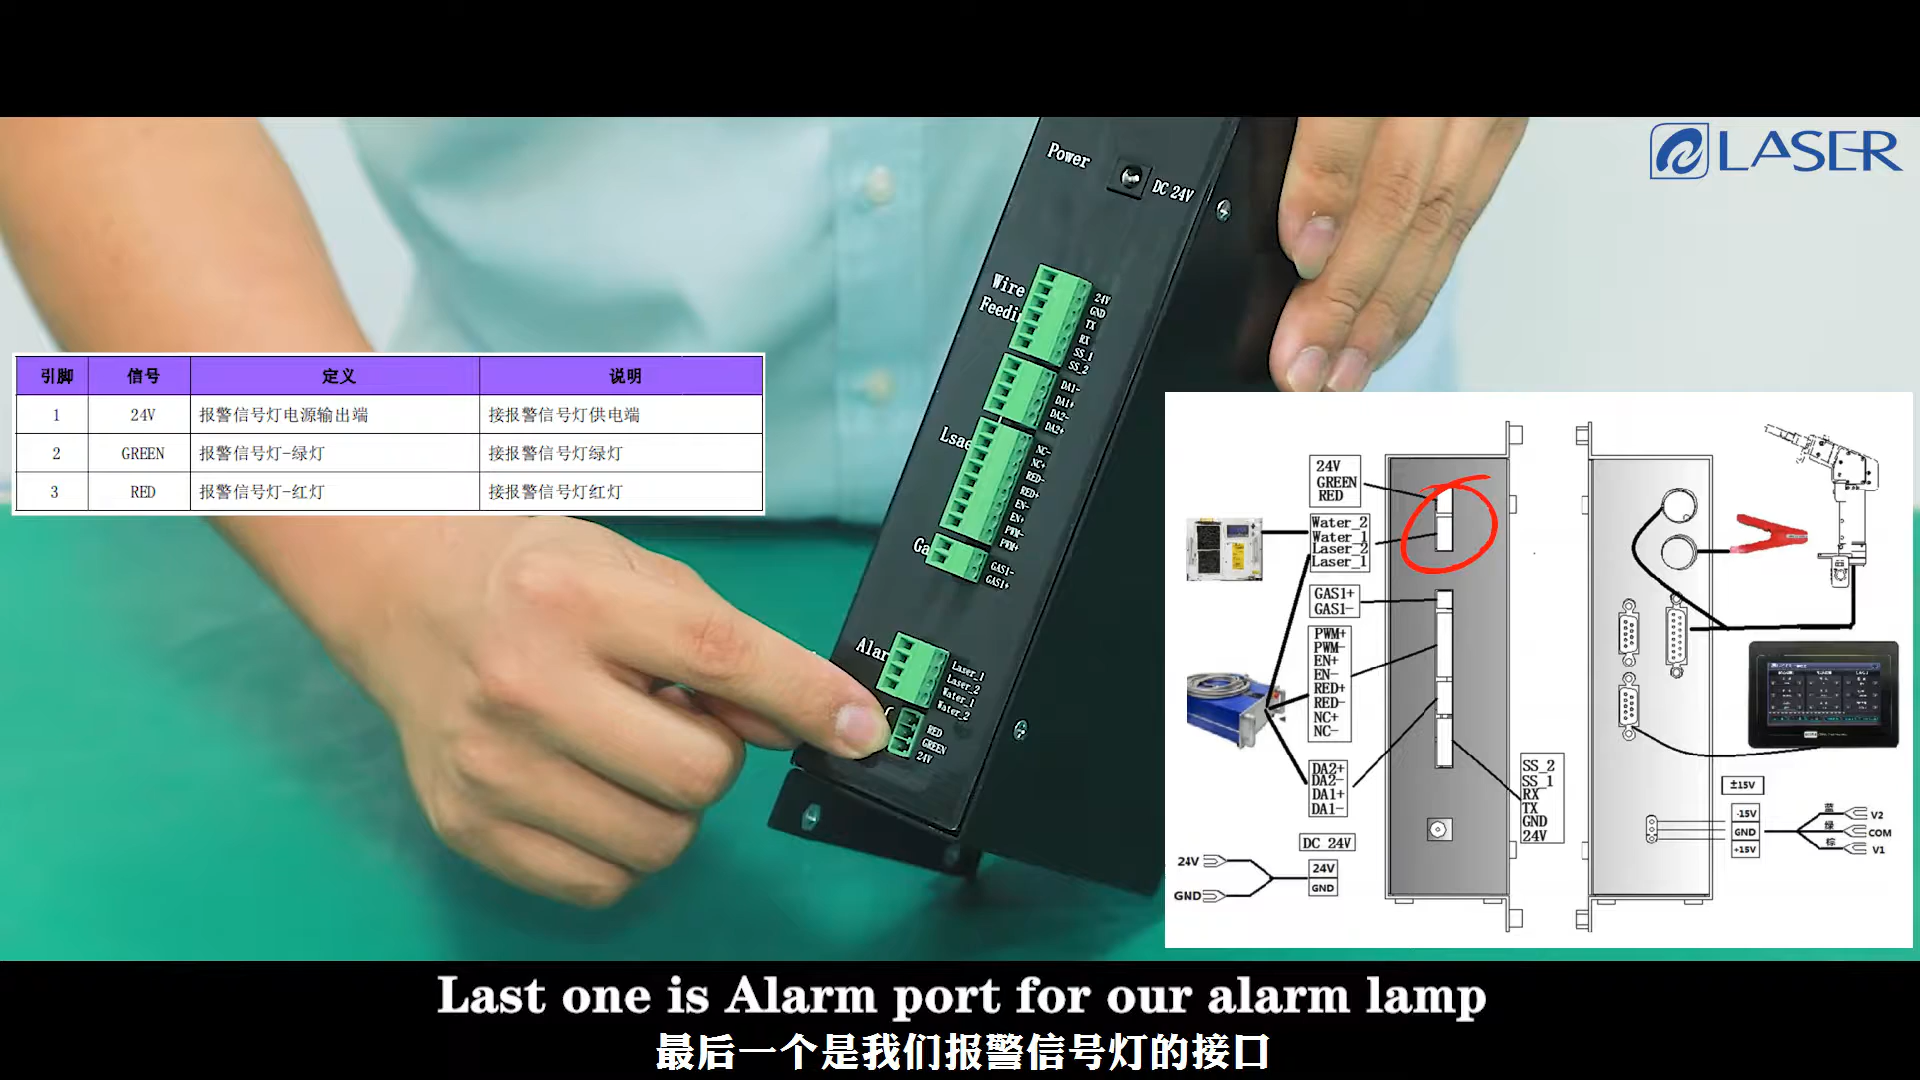 LASER
Power
DC 24V
Wire
Feedi
24V
GND
TX
RX
SS_1
SS_2
DA1-
DA1+
DA2-
DA2+
Lsae
NC-
NC+
RED-
RED+
EN-
EN+
PWM-
PWM+
Ga
GAS1-
GAS1+
Alar
Laser_1
Laser_2
Water_1
Water_2
RED
GREEN
24V
引脚 信号 定义 说明
1 24V 报警信号灯电源输出端 接报警信号灯供电端
2 GREEN 报警信号灯-绿灯 接报警信号灯绿灯
3 RED 报警信号灯-红灯 接报警信号灯红灯
24V
GREEN
RED
Water_2
Water_1
Laser_2
Laser_1
GAS1+
GAS1-
PWM+
PWM-
EN+
EN-
RED+
RED-
NC+
NC-
DA2+
DA2-
DA1+
DA1-
DC 24V
24V
GND
24V
GND
SS_2
SS_1
RX
TX
GND
24V
±15V
-15V
GND
+15V
蓝
绿
棕
V2
COM
V1
Last one is Alarm port for our alarm lamp
最后一个是我们报警信号灯的接口